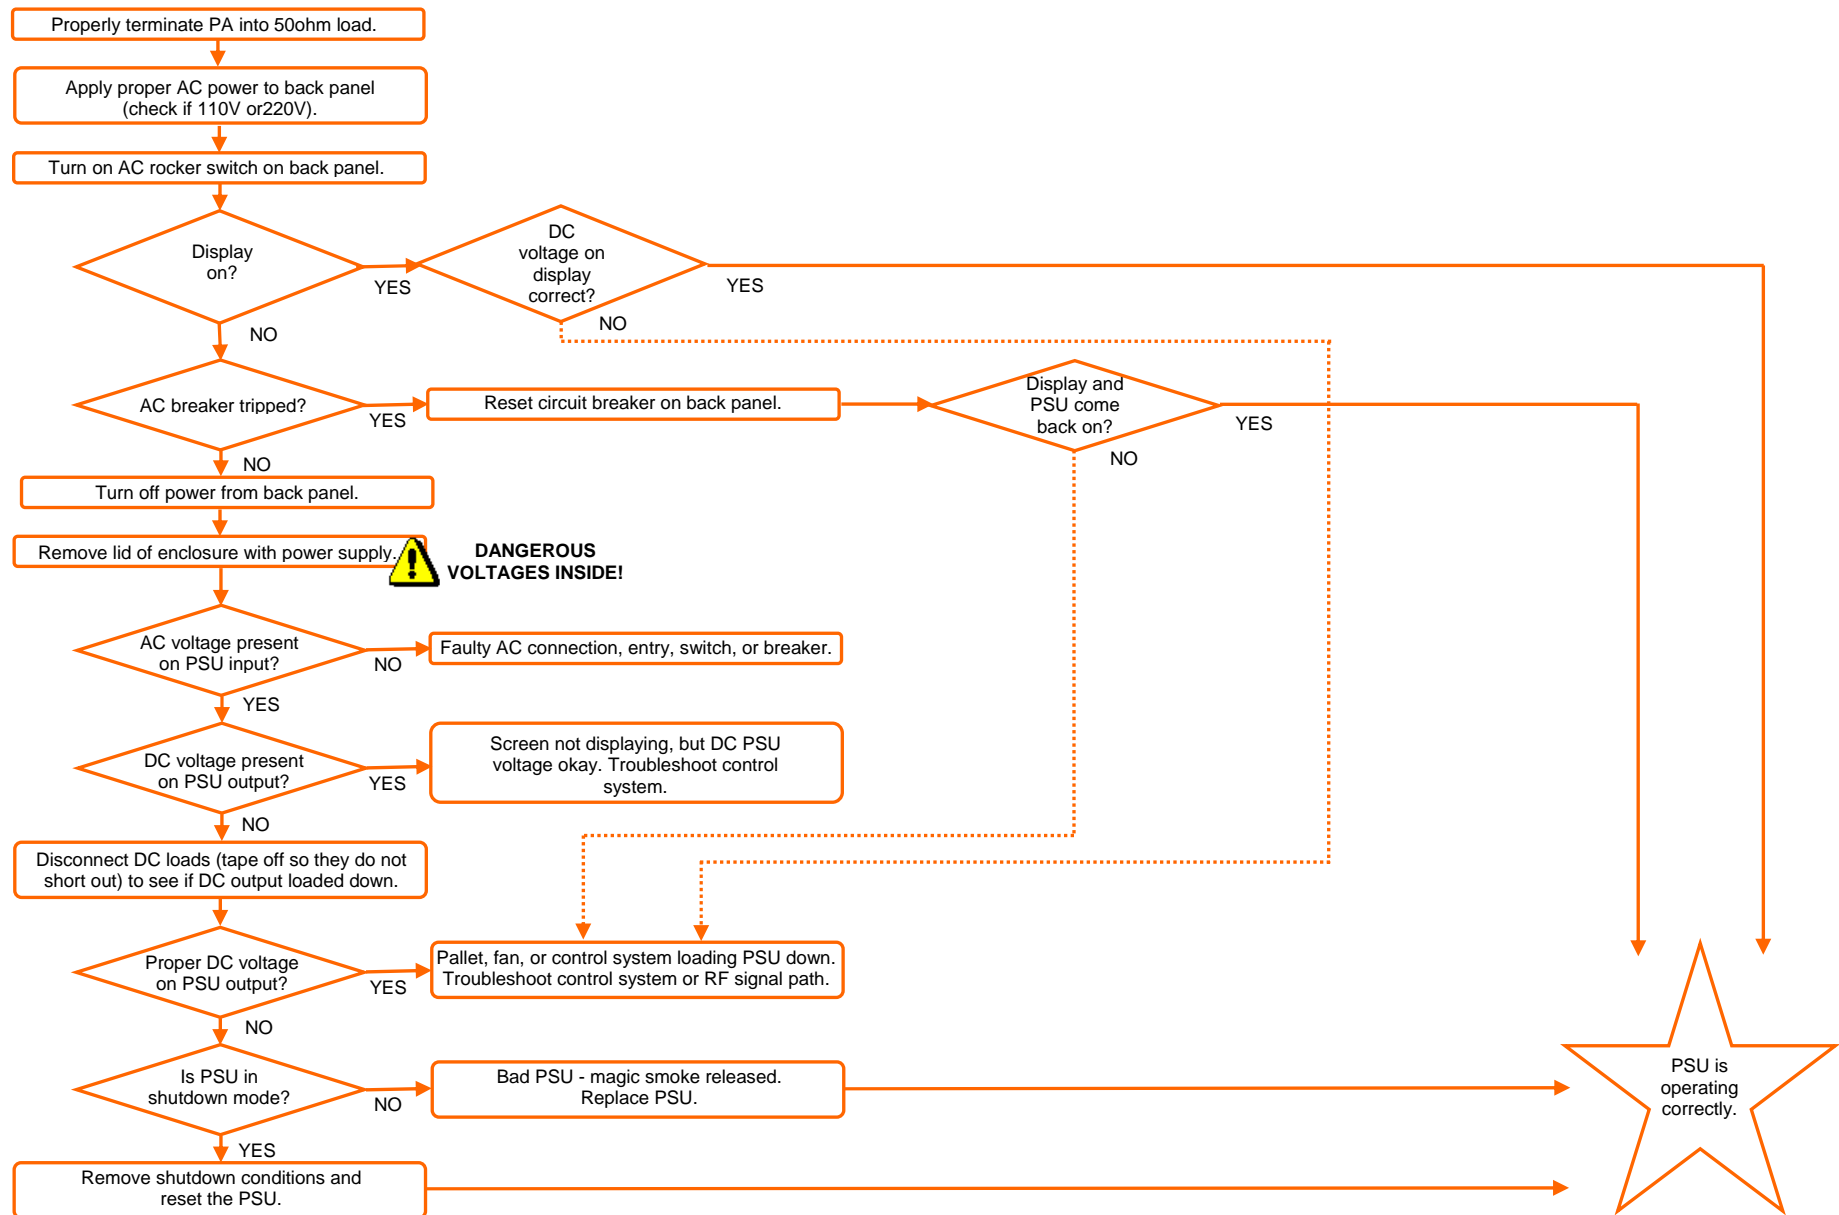 Properly terminate PA into 50ohm load.
Apply proper AC power to back panel
(check if 110V or220V).
Turn on AC rocker switch on back panel.
Display
on?
YES
DC
voltage on
display
correct?
YES
NO
NO
AC breaker tripped?
YES
Reset circuit breaker on back panel.
Display and
PSU come
back on?
YES
NO
NO
Turn off power from back panel.
Remove lid of enclosure with power supply.
!
DANGEROUS
VOLTAGES INSIDE!
AC voltage present
on PSU input?
NO
Faulty AC connection, entry, switch, or breaker.
YES
DC voltage present
on PSU output?
YES
Screen not displaying, but DC PSU
voltage okay. Troubleshoot control
system.
NO
Disconnect DC loads (tape off so they do not
short out) to see if DC output loaded down.
Proper DC voltage
on PSU output?
YES
Pallet, fan, or control system loading PSU down.
Troubleshoot control system or RF signal path.
NO
Is PSU in
shutdown mode?
NO
Bad PSU - magic smoke released.
Replace PSU.
PSU is
operating
correctly.
YES
Remove shutdown conditions and
reset the PSU.